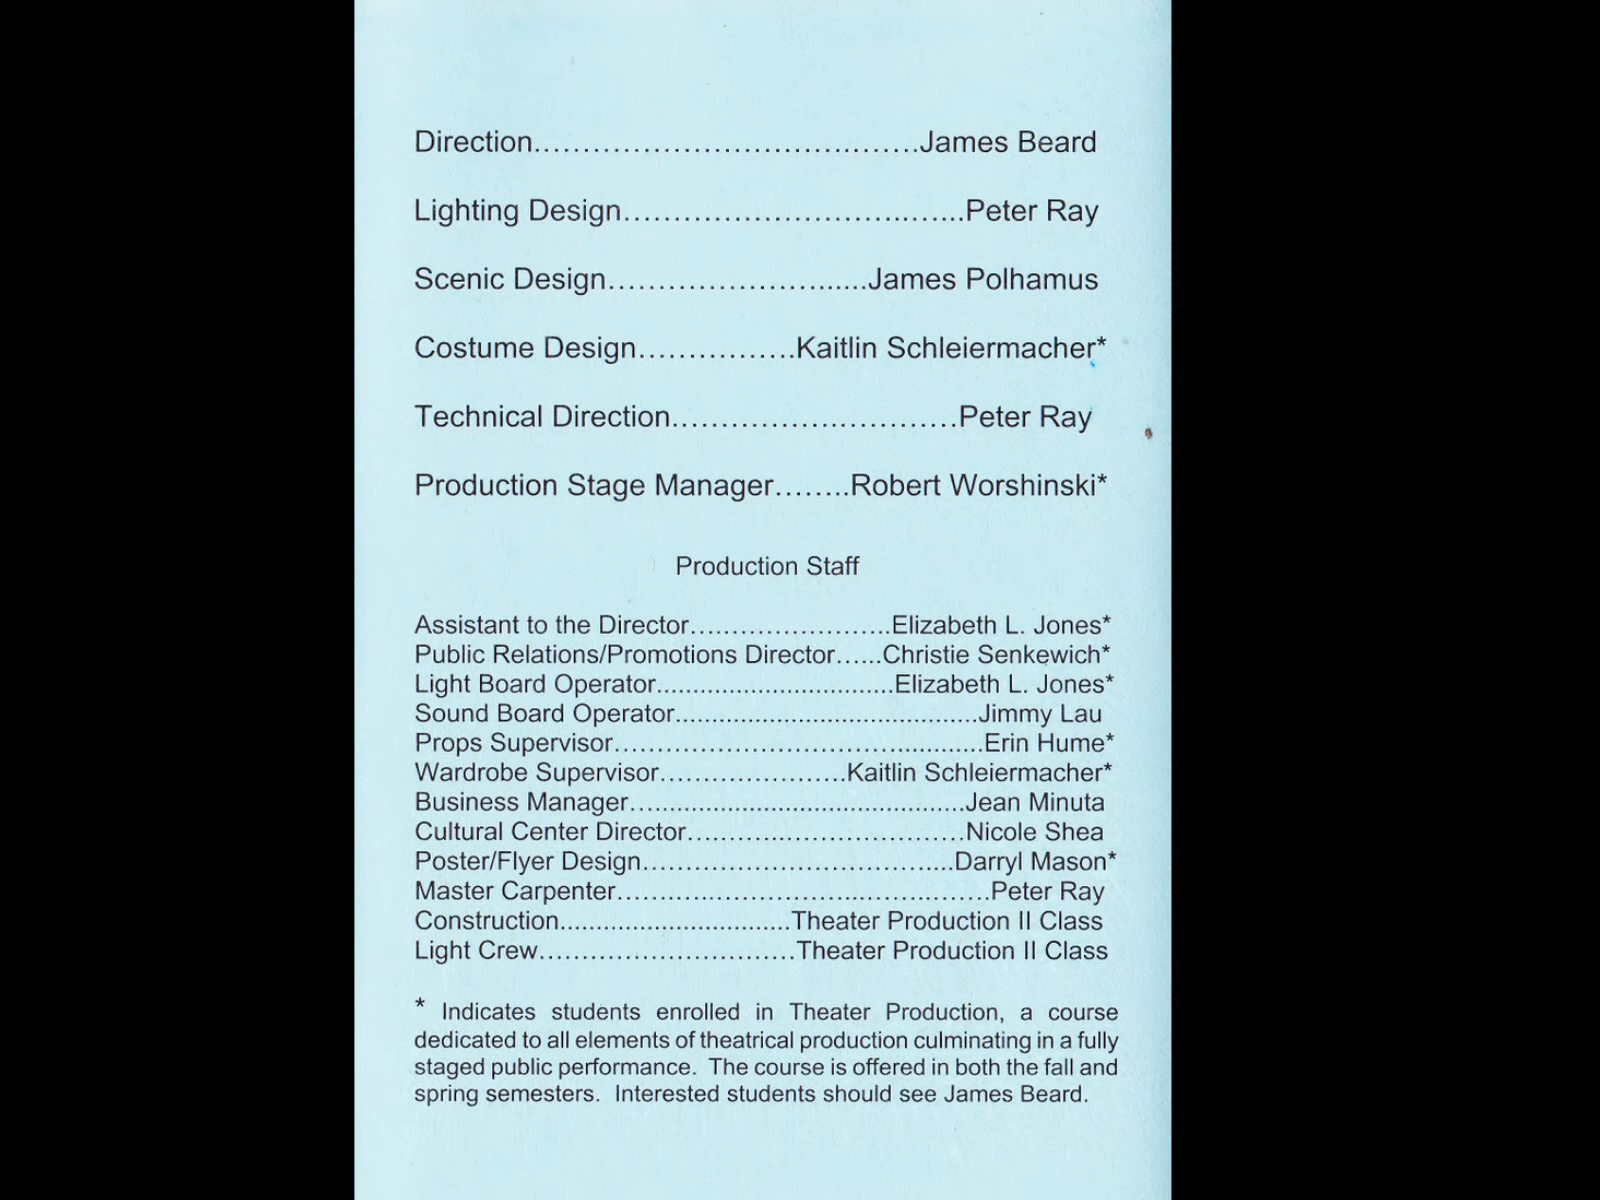 Direction……………………………….………James Beard
Lighting Design…………………………….…...Peter Ray
Scenic Design…………………….....James Polhamus
Costume Design…………….Kaitlin Schleiermacher*
Technical Direction…………….…………Peter Ray
Production Stage Manager……..Robert Worshinski*
Production Staff
Assistant to the Director……………………Elizabeth L. Jones*
Public Relations/Promotions Director……Christie Senkewich*
Light Board Operator.................................Elizabeth L. Jones*
Sound Board Operator..........................................Jimmy Lau
Props Supervisor……………………………...........…Erin Hume*
Wardrobe Supervisor………………….Kaitlin Schleiermacher*
Business Manager….............................................Jean Minuta
Cultural Center Director……………………………Nicole Shea
Poster/Flyer Design………………………………...Darryl Mason*
Master Carpenter………………………………………Peter Ray
Construction................................Theater Production II Class
Light Crew…………………………Theater Production II Class
* Indicates students enrolled in Theater Production, a course
dedicated to all elements of theatrical production culminating in a fully
staged public performance. The course is offered in both the fall and
spring semesters. Interested students should see James Beard.